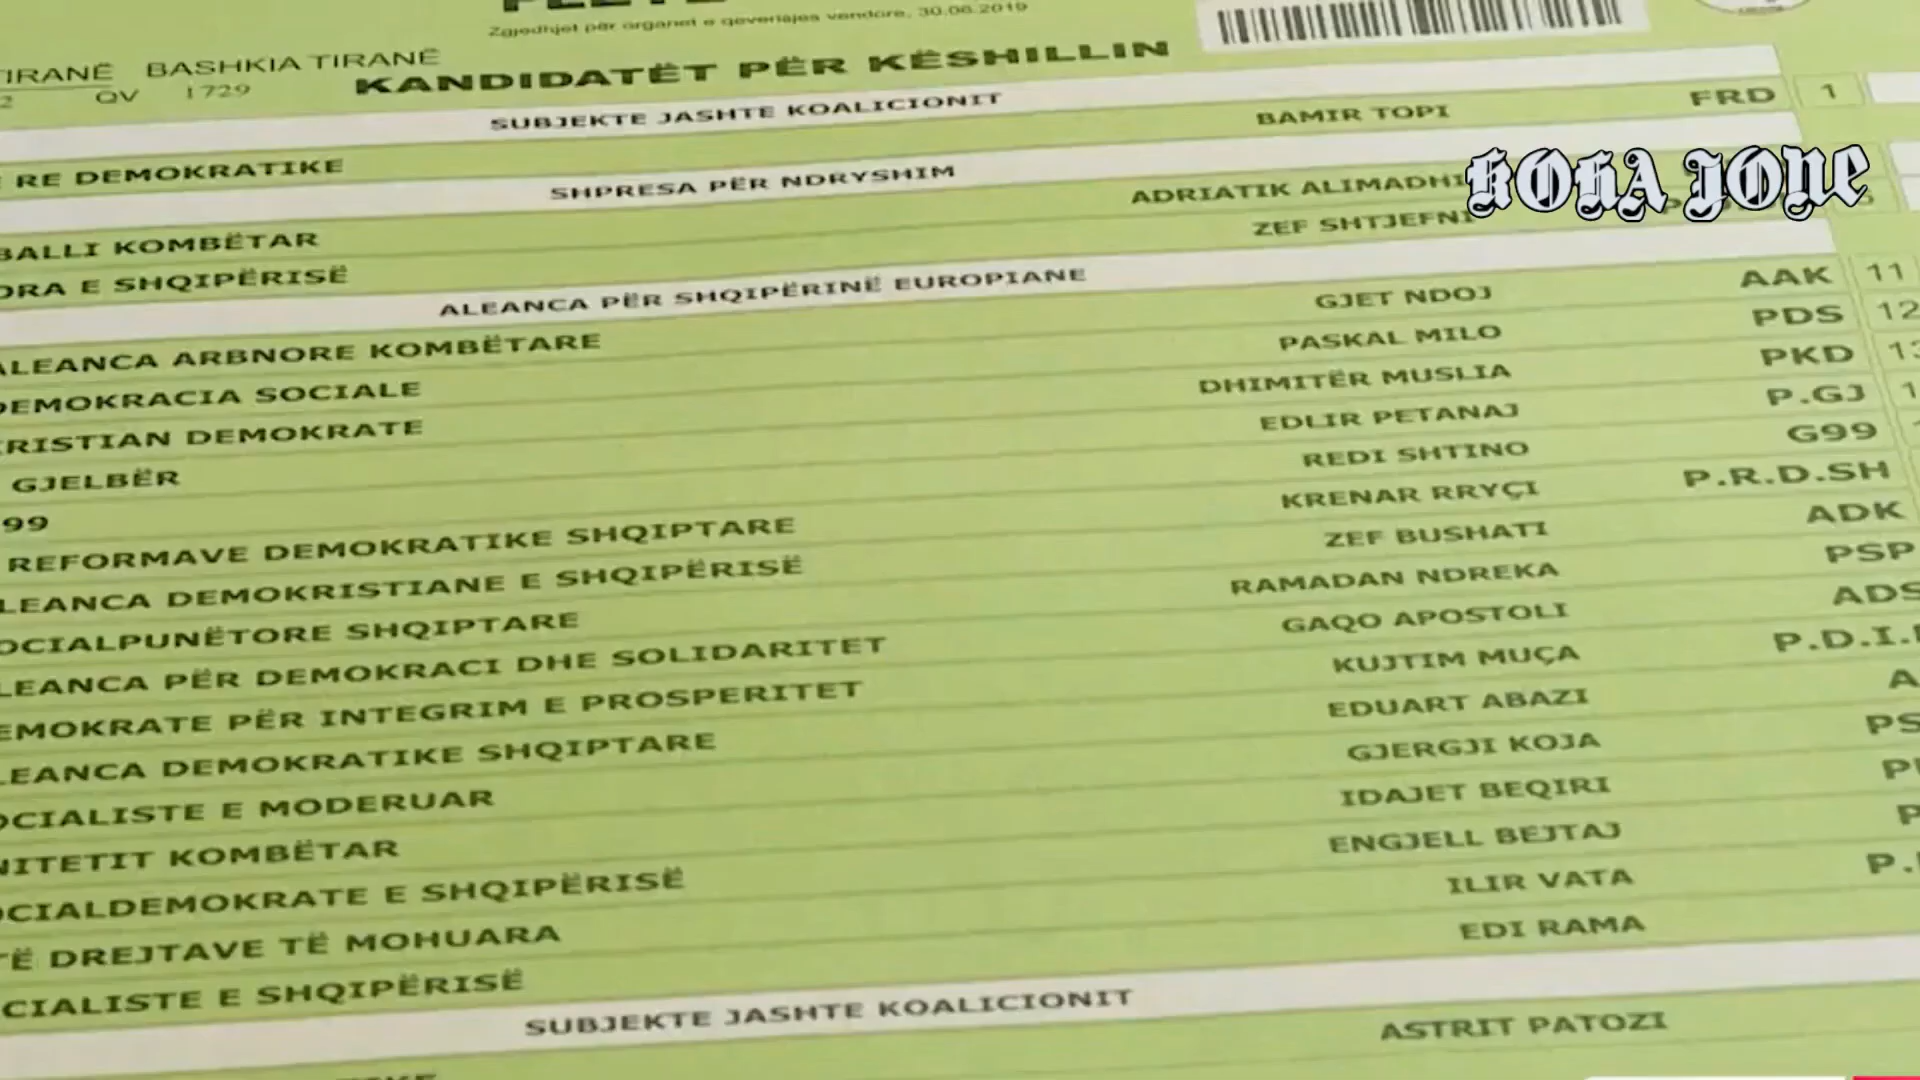 Zgjedhjet për organet e qeverisjes vendore, 30.06.2019
TIRANË BASHKIA TIRANË
2 QV 1729
KANDIDATËT PËR KËSHILLIN
SUBJEKTE JASHTE KOALICIONIT
RE DEMOKRATIKE BAMIR TOPI FRD 1
KOHA JONE
SHPRESA PËR NDRYSHIM
BALLI KOMBËTAR ADRIATIK ALIMADHI
E SHQIPËRISË ZEF SHTJEFNI
ALEANCA PËR SHQIPËRINË EUROPIANE
ALEANCA ARBNORE KOMBËTARE GJET NDOJ AAK 11
DEMOKRACIA SOCIALE PASKAL MILO PDS 12
KRISTIAN DEMOKRATE DHIMITËR MUSLIA PKD
GJELBËR EDLIR PETANAJ P.GJ
99 REDI SHTINO G99
REFORMAVE DEMOKRATIKE SHQIPTARE KRENAR RRYÇI P.R.D.SH
LEANCA DEMOKRISTIANE E SHQIPËRISË ZEF BUSHATI ADK
OCIALPUNËTORE SHQIPTARE RAMADAN NDREKA PSP
LEANCA PËR DEMOKRACI DHE SOLIDARITET GAQO APOSTOLI ADS
EMOKRATE PËR INTEGRIM E PROSPERITET KUJTIM MUÇA P.D.I.
LEANCA DEMOKRATIKE SHQIPTARE EDUART ABAZI A
OCIALISTE E MODERUAR GJERGJI KOJA PS
NITETIT KOMBËTAR IDAJET BEQIRI P
OCIALDEMOKRATE E SHQIPËRISË ENGJELL BEJTAJ P
TË DREJTAVE TË MOHUARA ILIR VATA P.
CIALISTE E SHQIPËRISË EDI RAMA
SUBJEKTE JASHTE KOALICIONIT
ASTRIT PATOZI